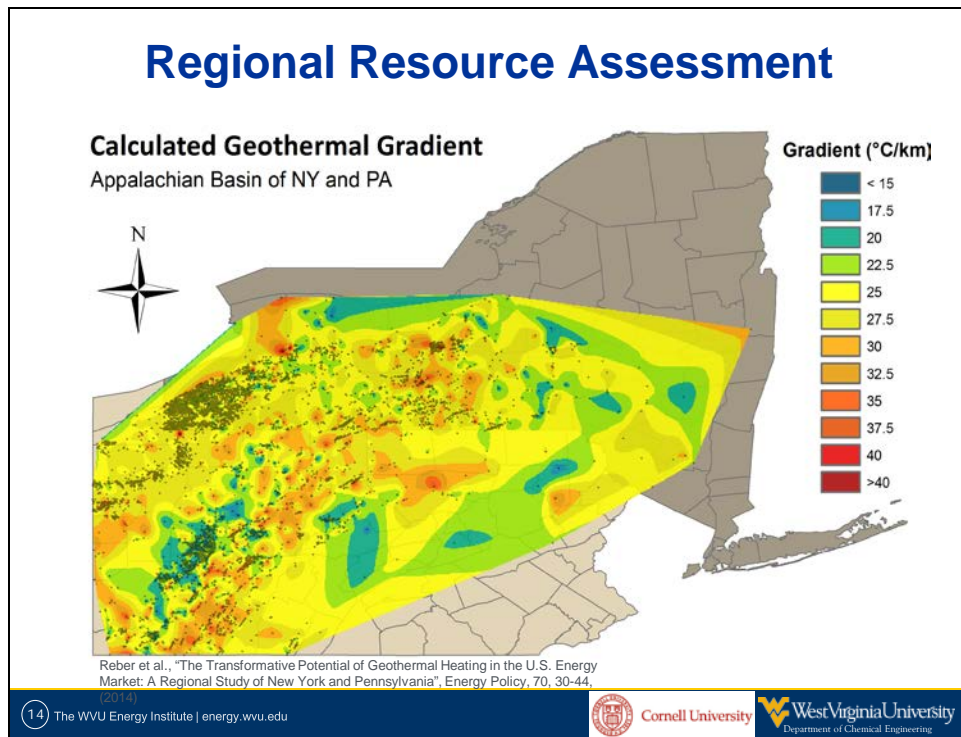 Regional Resource Assessment
Calculated Geothermal Gradient
Appalachian Basin of NY and PA
N
Gradient (°C/km)
< 15
17.5
20
22.5
25
27.5
30
32.5
35
37.5
40
>40
Reber et al., "The Transformative Potential of Geothermal Heating in the U.S. Energy
Market: A Regional Study of New York and Pennsylvania", Energy Policy, 70, 30-44,
(2014)
14 The WVU Energy Institute | energy.wvu.edu
Cornell University
WestVirginiaUniversity
Department of Chemical Engineering